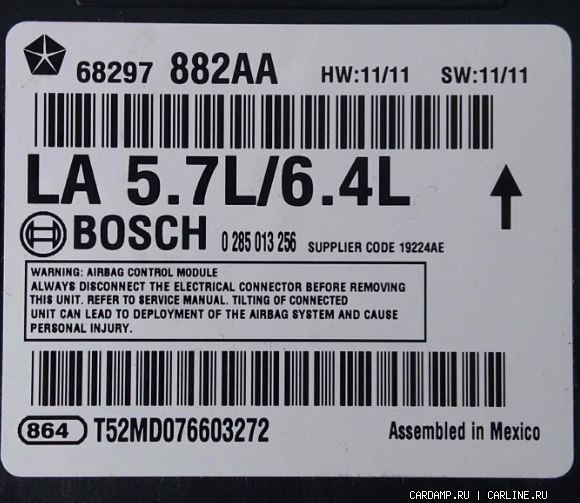 68297 882AA HW:11/11 SW:11/11
LA 5.7L/6.4L
BOSCH 0 285 013 256 SUPPLIER CODE 19224AE
WARNING: AIRBAG CONTROL MODULE
ALWAYS DISCONNECT THE ELECTRICAL CONNECTOR BEFORE REMOVING
THIS UNIT. REFER TO SERVICE MANUAL. TILTING OF CONNECTED
UNIT CAN LEAD TO DEPLOYMENT OF THE AIRBAG SYSTEM AND CAUSE
PERSONAL INJURY.
864 T52MD076603272 Assembled in Mexico
CARDAMP.RU | CARLINE.RU